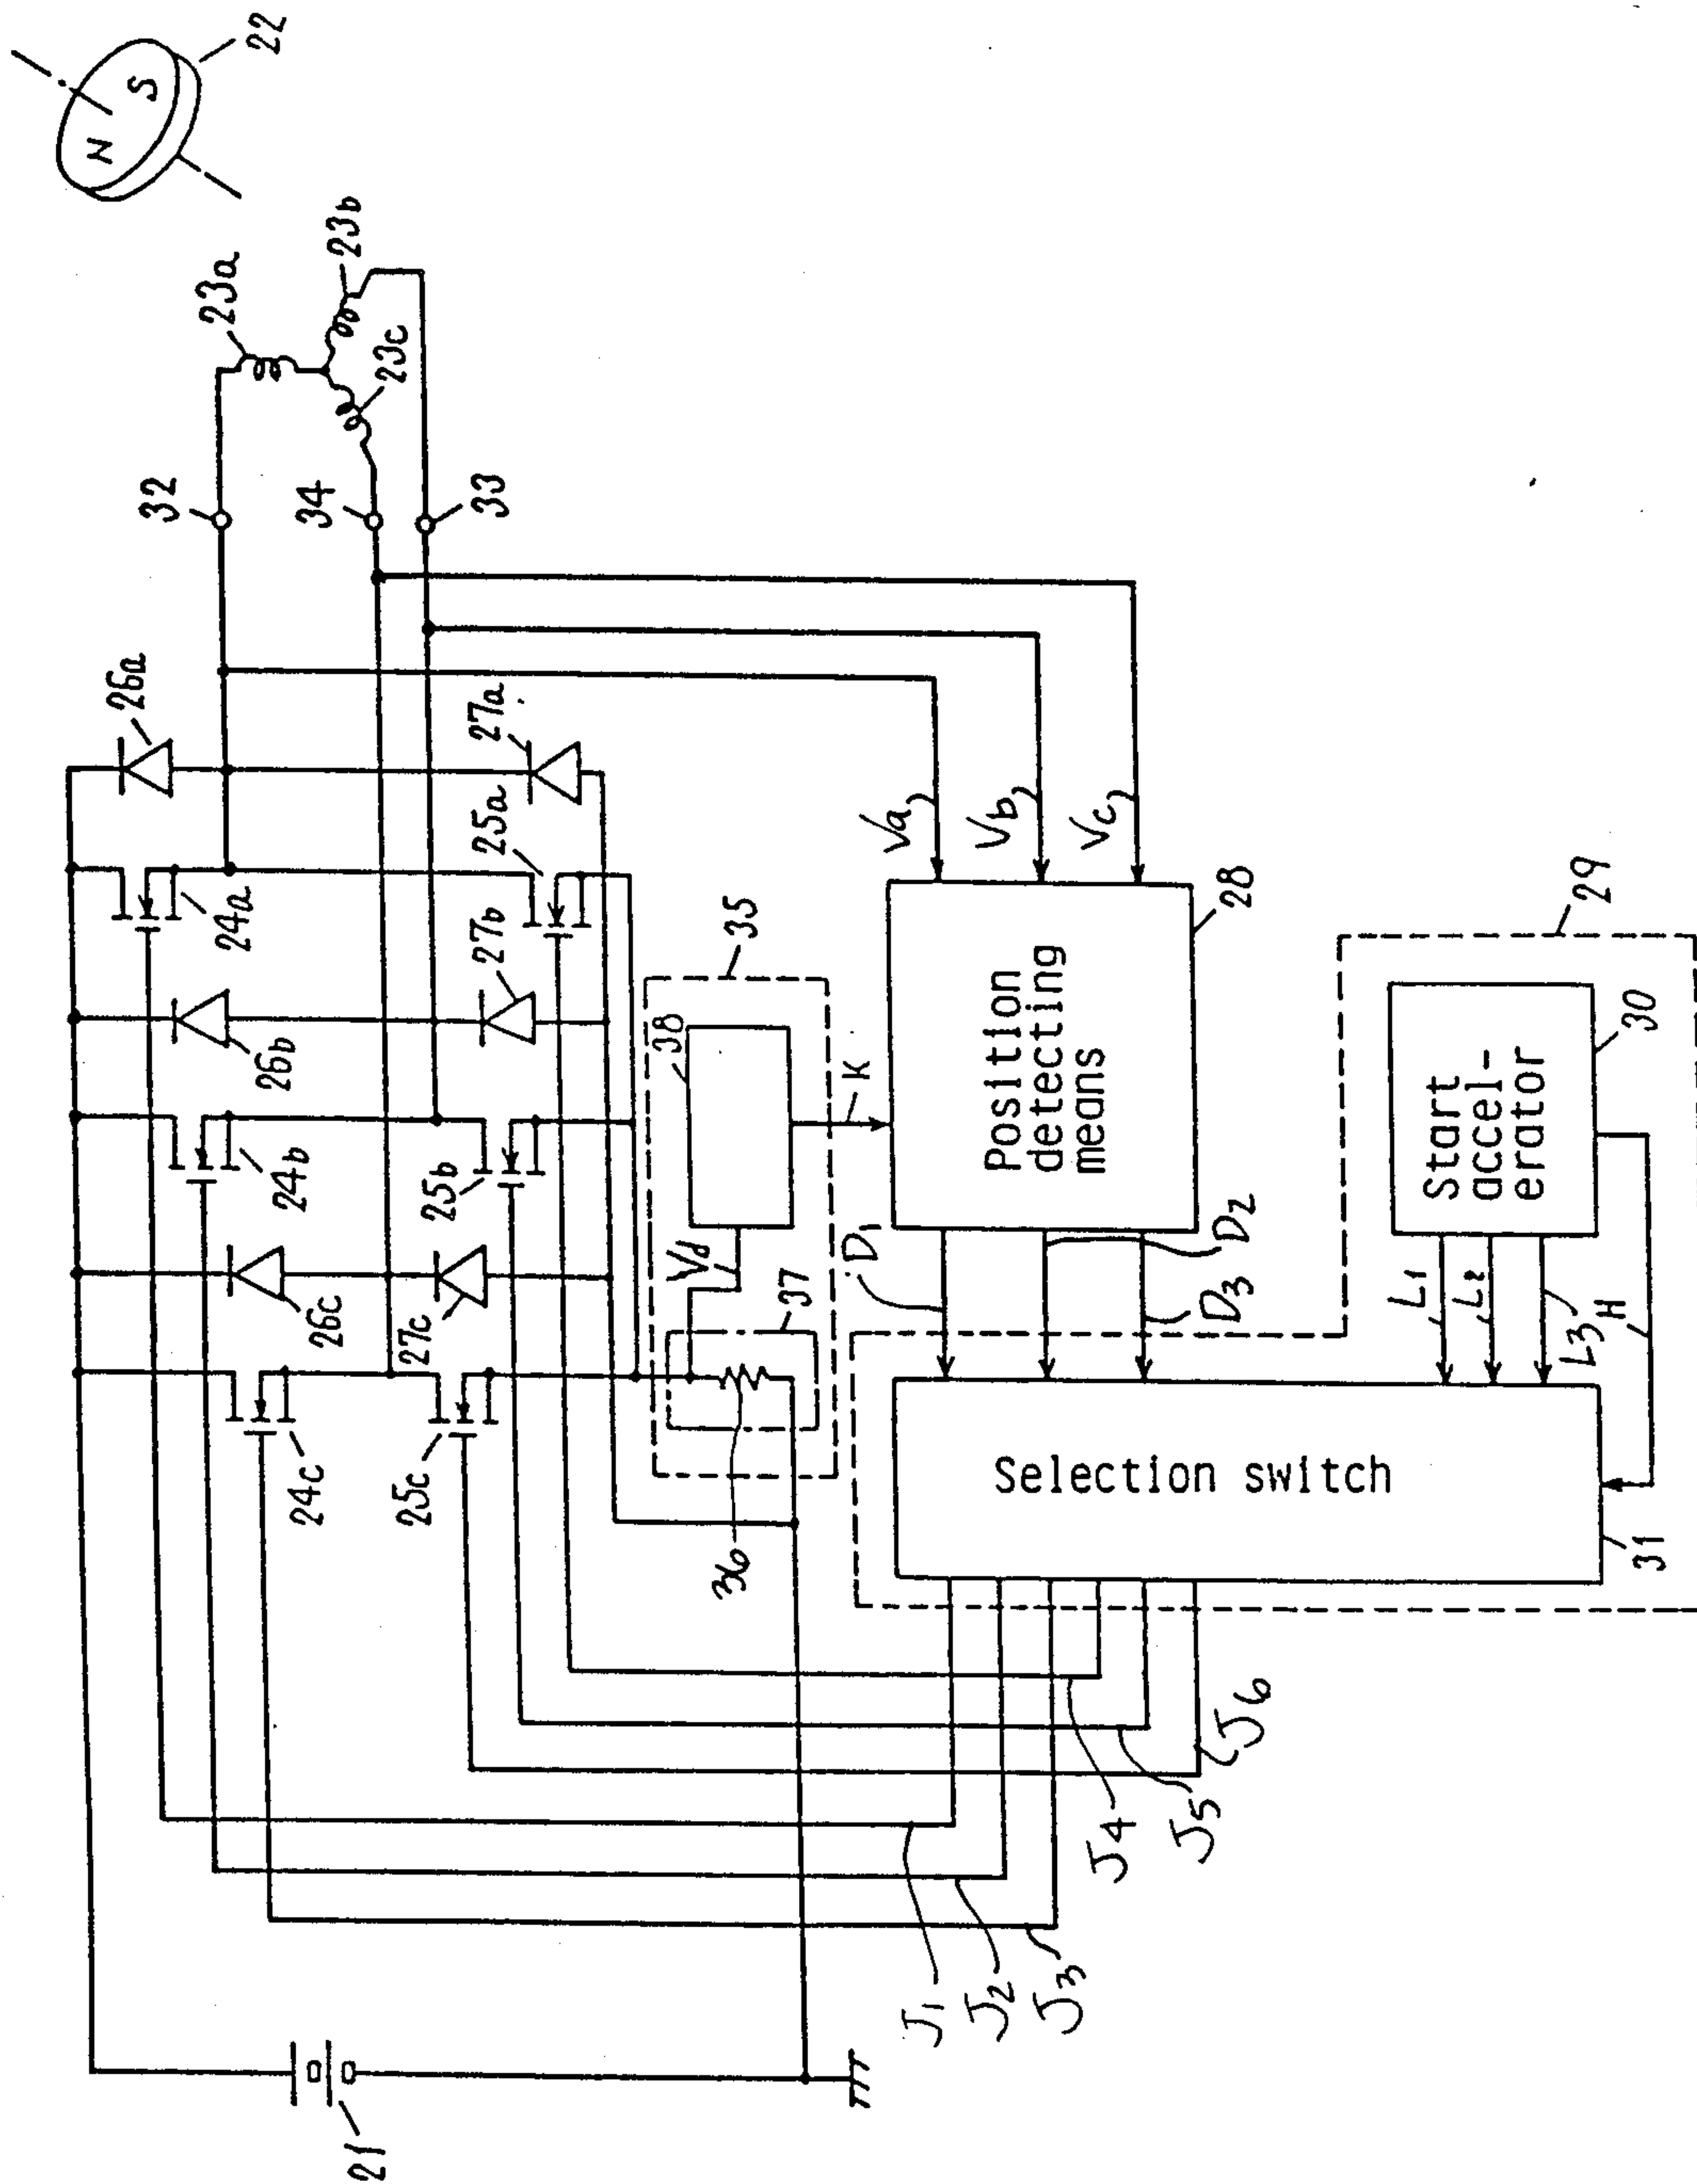 22
N
S
23a
23b
23c
32
34
33
26a
27a
24a
25a
26b
27b
24b
25b
26c
27c
24c
25c
35
38
Vd
37
36
K
Va
Vb
Vc
Position
detecting
means
28
29
D1
D2
D3
Start
accel-
erator
30
L1
L2
L3
H
Selection switch
31
J1
J2
J3
J4
J5
J6
21